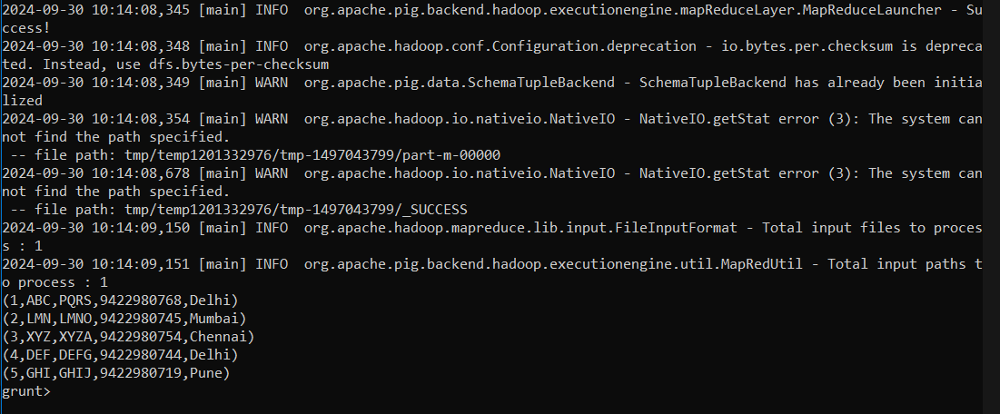 2024-09-30 10:14:08,345 [main] INFO  org.apache.pig.backend.hadoop.executionengine.mapReduceLayer.MapReduceLauncher - Su
ccess!
2024-09-30 10:14:08,348 [main] INFO  org.apache.hadoop.conf.Configuration.deprecation - io.bytes.per.checksum is depreca
ted. Instead, use dfs.bytes-per-checksum
2024-09-30 10:14:08,349 [main] WARN  org.apache.pig.data.SchemaTupleBackend - SchemaTupleBackend has already been initia
lized
2024-09-30 10:14:08,354 [main] WARN  org.apache.hadoop.io.nativeio.NativeIO - NativeIO.getStat error (3): The system can
not find the path specified.
 -- file path: tmp/temp1201332976/tmp-1497043799/part-m-00000
2024-09-30 10:14:08,678 [main] WARN  org.apache.hadoop.io.nativeio.NativeIO - NativeIO.getStat error (3): The system can
not find the path specified.
 -- file path: tmp/temp1201332976/tmp-1497043799/_SUCCESS
2024-09-30 10:14:09,150 [main] INFO  org.apache.hadoop.mapreduce.lib.input.FileInputFormat - Total input files to proces
s : 1
2024-09-30 10:14:09,151 [main] INFO  org.apache.pig.backend.hadoop.executionengine.util.MapRedUtil - Total input paths t
o process : 1
(1,ABC,PQRS,9422980768,Delhi)
(2,LMN,LMNO,9422980745,Mumbai)
(3,XYZ,XYZA,9422980754,Chennai)
(4,DEF,DEFG,9422980744,Delhi)
(5,GHI,GHIJ,9422980719,Pune)
grunt>